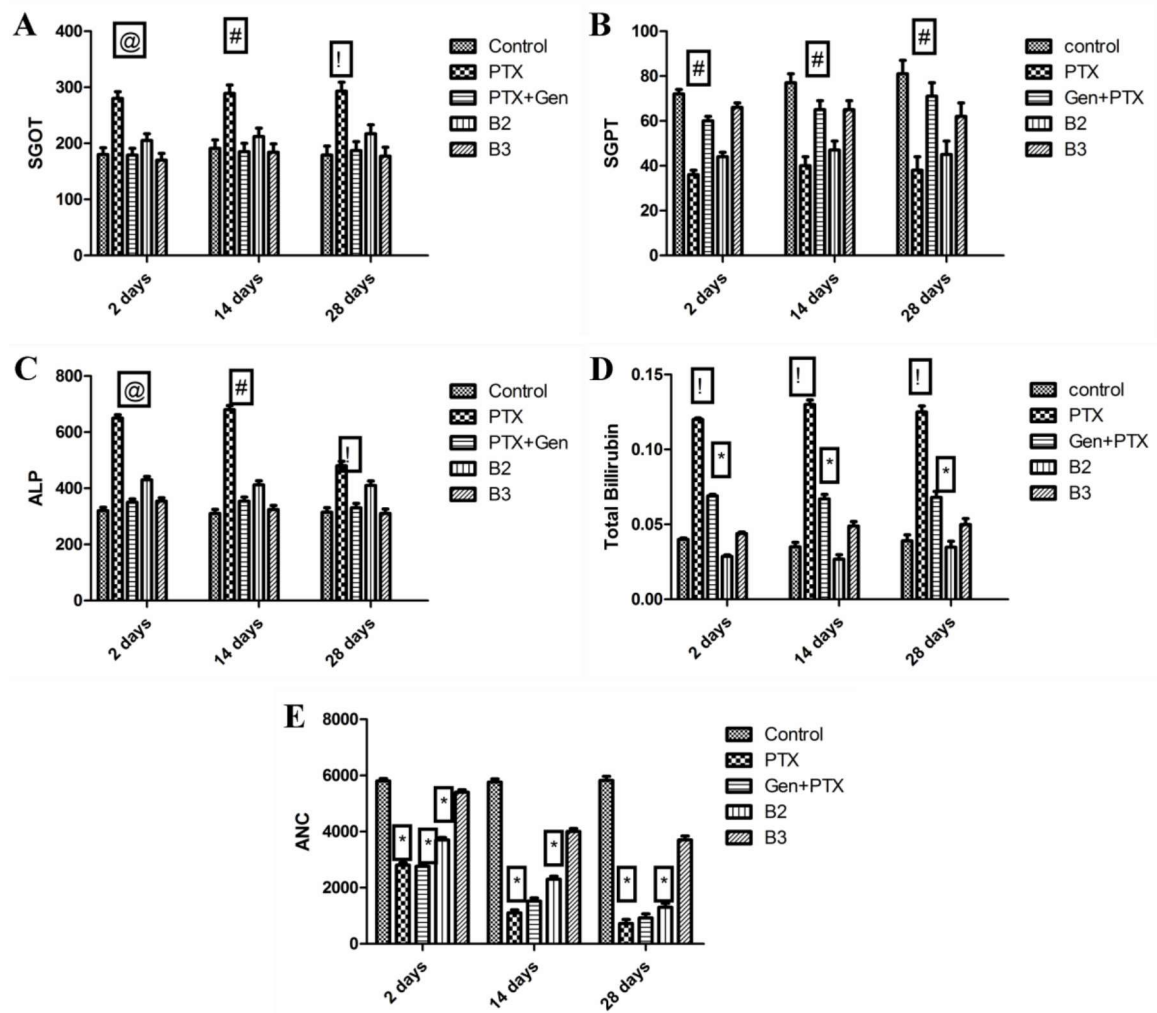 A
SGOT
400
300
200
100
0
@
#
!
2 days
14 days
28 days
Control
PTX
PTX+Gen
B2
B3
B
SGPT
100
80
60
40
20
0
#
#
#
2 days
14 days
28 days
control
PTX
Gen+PTX
B2
B3
C
ALP
800
600
400
200
0
@
#
!
2 days
14 days
28 days
Control
PTX
PTX+Gen
B2
B3
D
Total Billirubin
0.15
0.10
0.05
0.00
!
!
!
*
*
*
2 days
14 days
28 days
control
PTX
Gen+PTX
B2
B3
E
ANC
8000
6000
4000
2000
0
*
*
*
*
*
*
*
2 days
14 days
28 days
Control
PTX
Gen+PTX
B2
B3